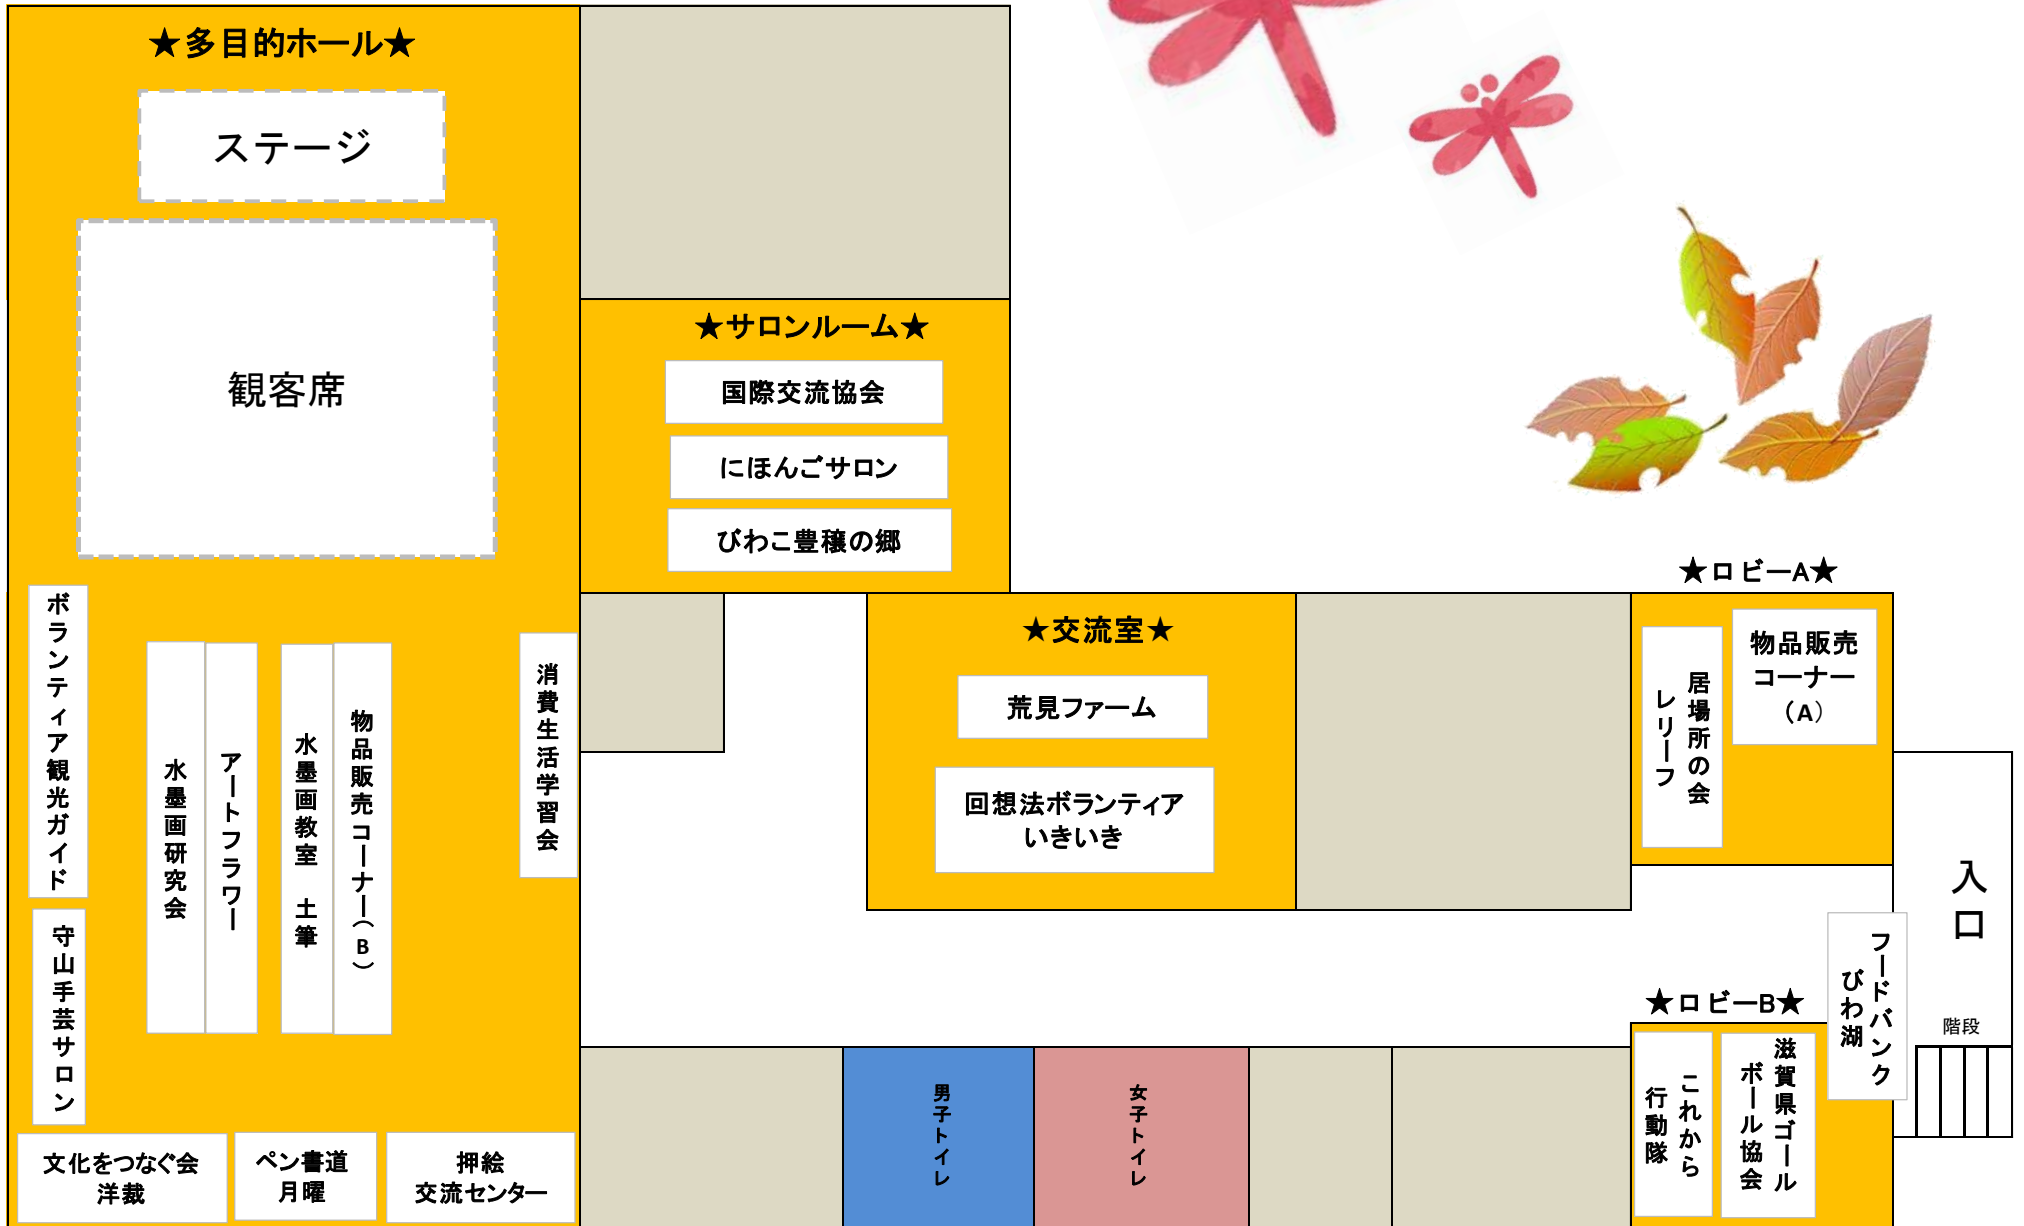 ★多目的ホール★
ステージ
観客席
ボランティア観光ガイド
守山手芸サロン
水墨画研究会
アートフラワー
水墨画教室　土筆
物品販売コーナー（B）
消費生活学習会
文化をつなぐ会
洋裁
ペン書道
月曜
押絵
交流センター
★サロンルーム★
国際交流協会
にほんごサロン
びわこ豊穣の郷
★交流室★
荒見ファーム
回想法ボランティア
いきいき
男子トイレ
女子トイレ
★ロビーA★
居場所の会
レリーフ
物品販売
コーナー
（A）
入口
フードバンク
びわ湖
階段
★ロビーB★
これから
行動隊
滋賀県ゴール
ボール協会